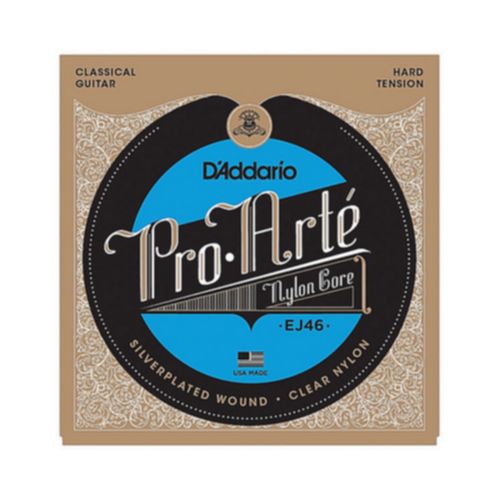 CLASSICAL
GUITAR
HARD
TENSION
D'Addario
Pro·Arté
Nylon Core
·EJ46·
USA MADE
SILVERPLATED WOUND · CLEAR NYLON